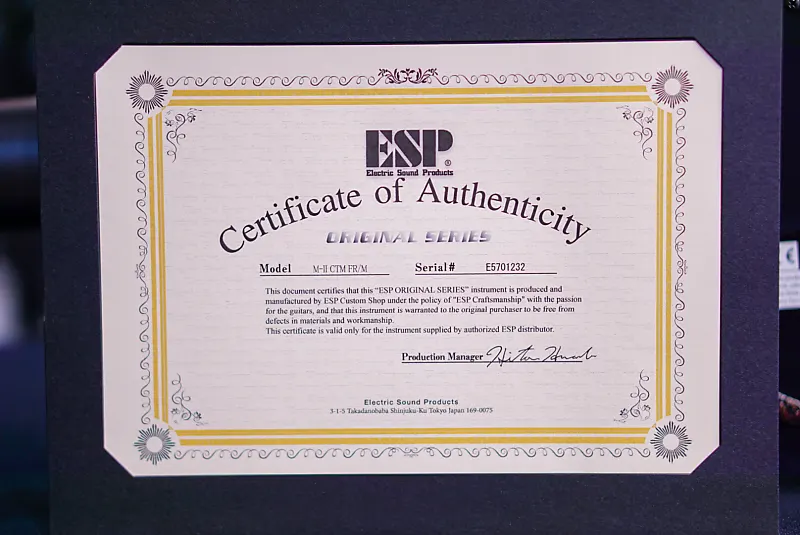 ESP®
Electric Sound Products
Certificate of Authenticity
ORIGINAL SERIES
Model M-II CTM FR/M Serial# E5701232
This document certifies that this "ESP ORIGINAL SERIES" instrument is produced and
manufactured by ESP Custom Shop under the policy of "ESP Craftsmanship" with the passion
for the guitars, and that this instrument is warranted to the original purchaser to be free from
defects in materials and workmanship.
This certificate is valid only for the instrument supplied by authorized ESP distributor.
Production Manager
Electric Sound Products
3-1-5 Takadanobaba Shinjuku-Ku Tokyo Japan 169-0075